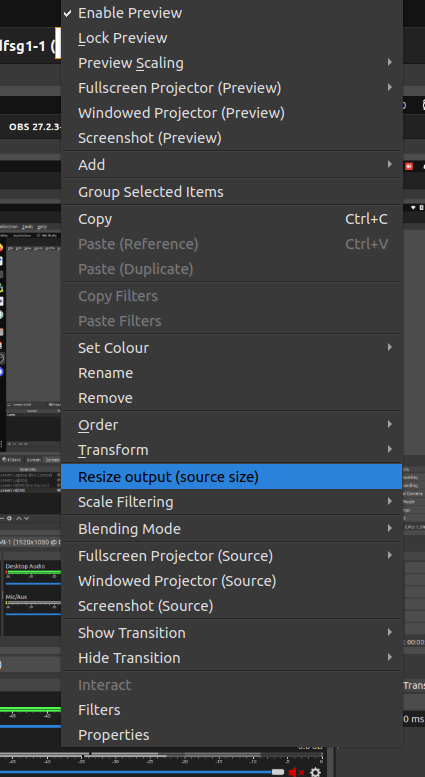 Enable Preview
Lock Preview
lfsg1-1 (
Preview Scaling
Fullscreen Projector (Preview)
Windowed Projector (Preview)
OBS 27.2.3-
Screenshot (Preview)
Add
Group Selected Items
Copy Ctrl+C
Paste (Reference) Ctrl+V
Paste (Duplicate)
Copy Filters
Paste Filters
Set Colour
Rename
Remove
Order
Transform
Resize output (source size)
Scale Filtering
Blending Mode
Fullscreen Projector (Source)
Desktop Audio
Windowed Projector (Source)
Mic/Aux
Screenshot (Source)
Show Transition
Hide Transition
Interact
Trans
Filters
0 ms
Properties